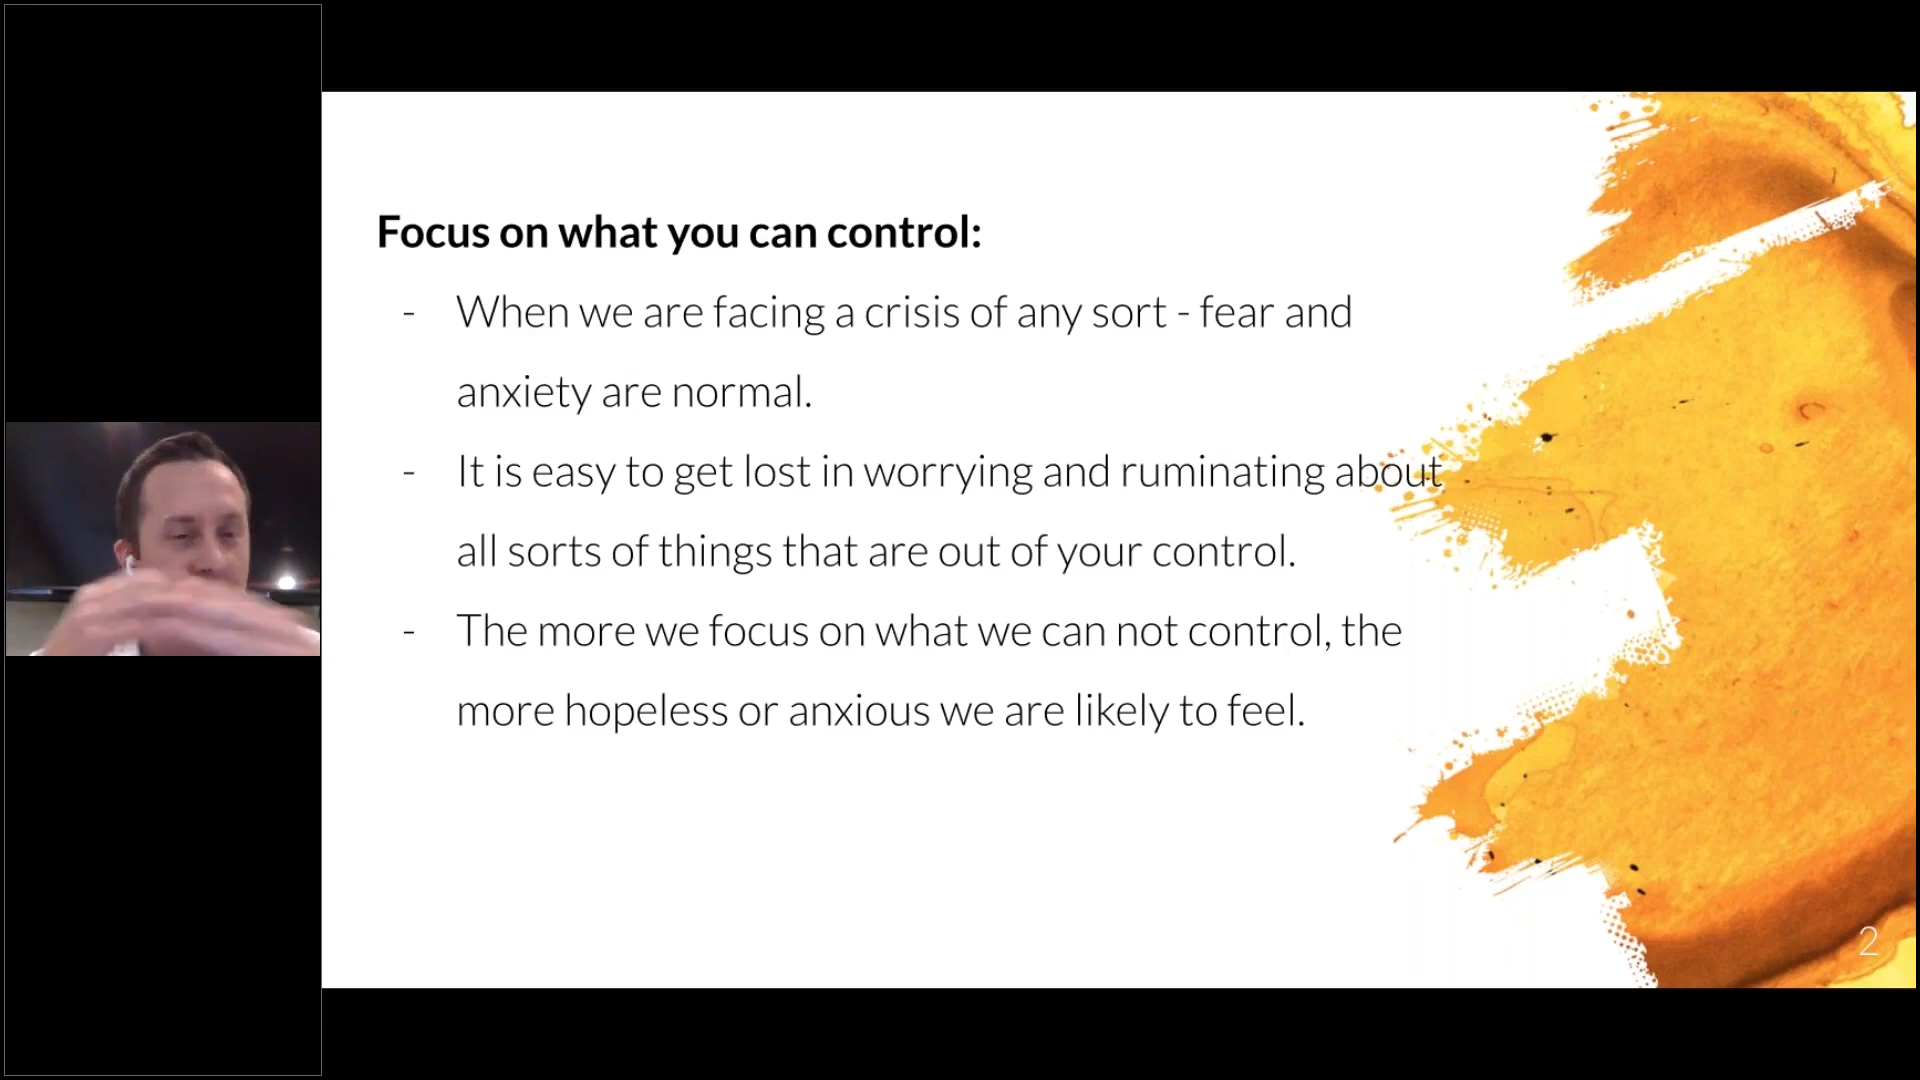 Focus on what you can control:
- When we are facing a crisis of any sort - fear and
anxiety are normal.
- It is easy to get lost in worrying and ruminating about
all sorts of things that are out of your control.
- The more we focus on what we can not control, the
more hopeless or anxious we are likely to feel.
2